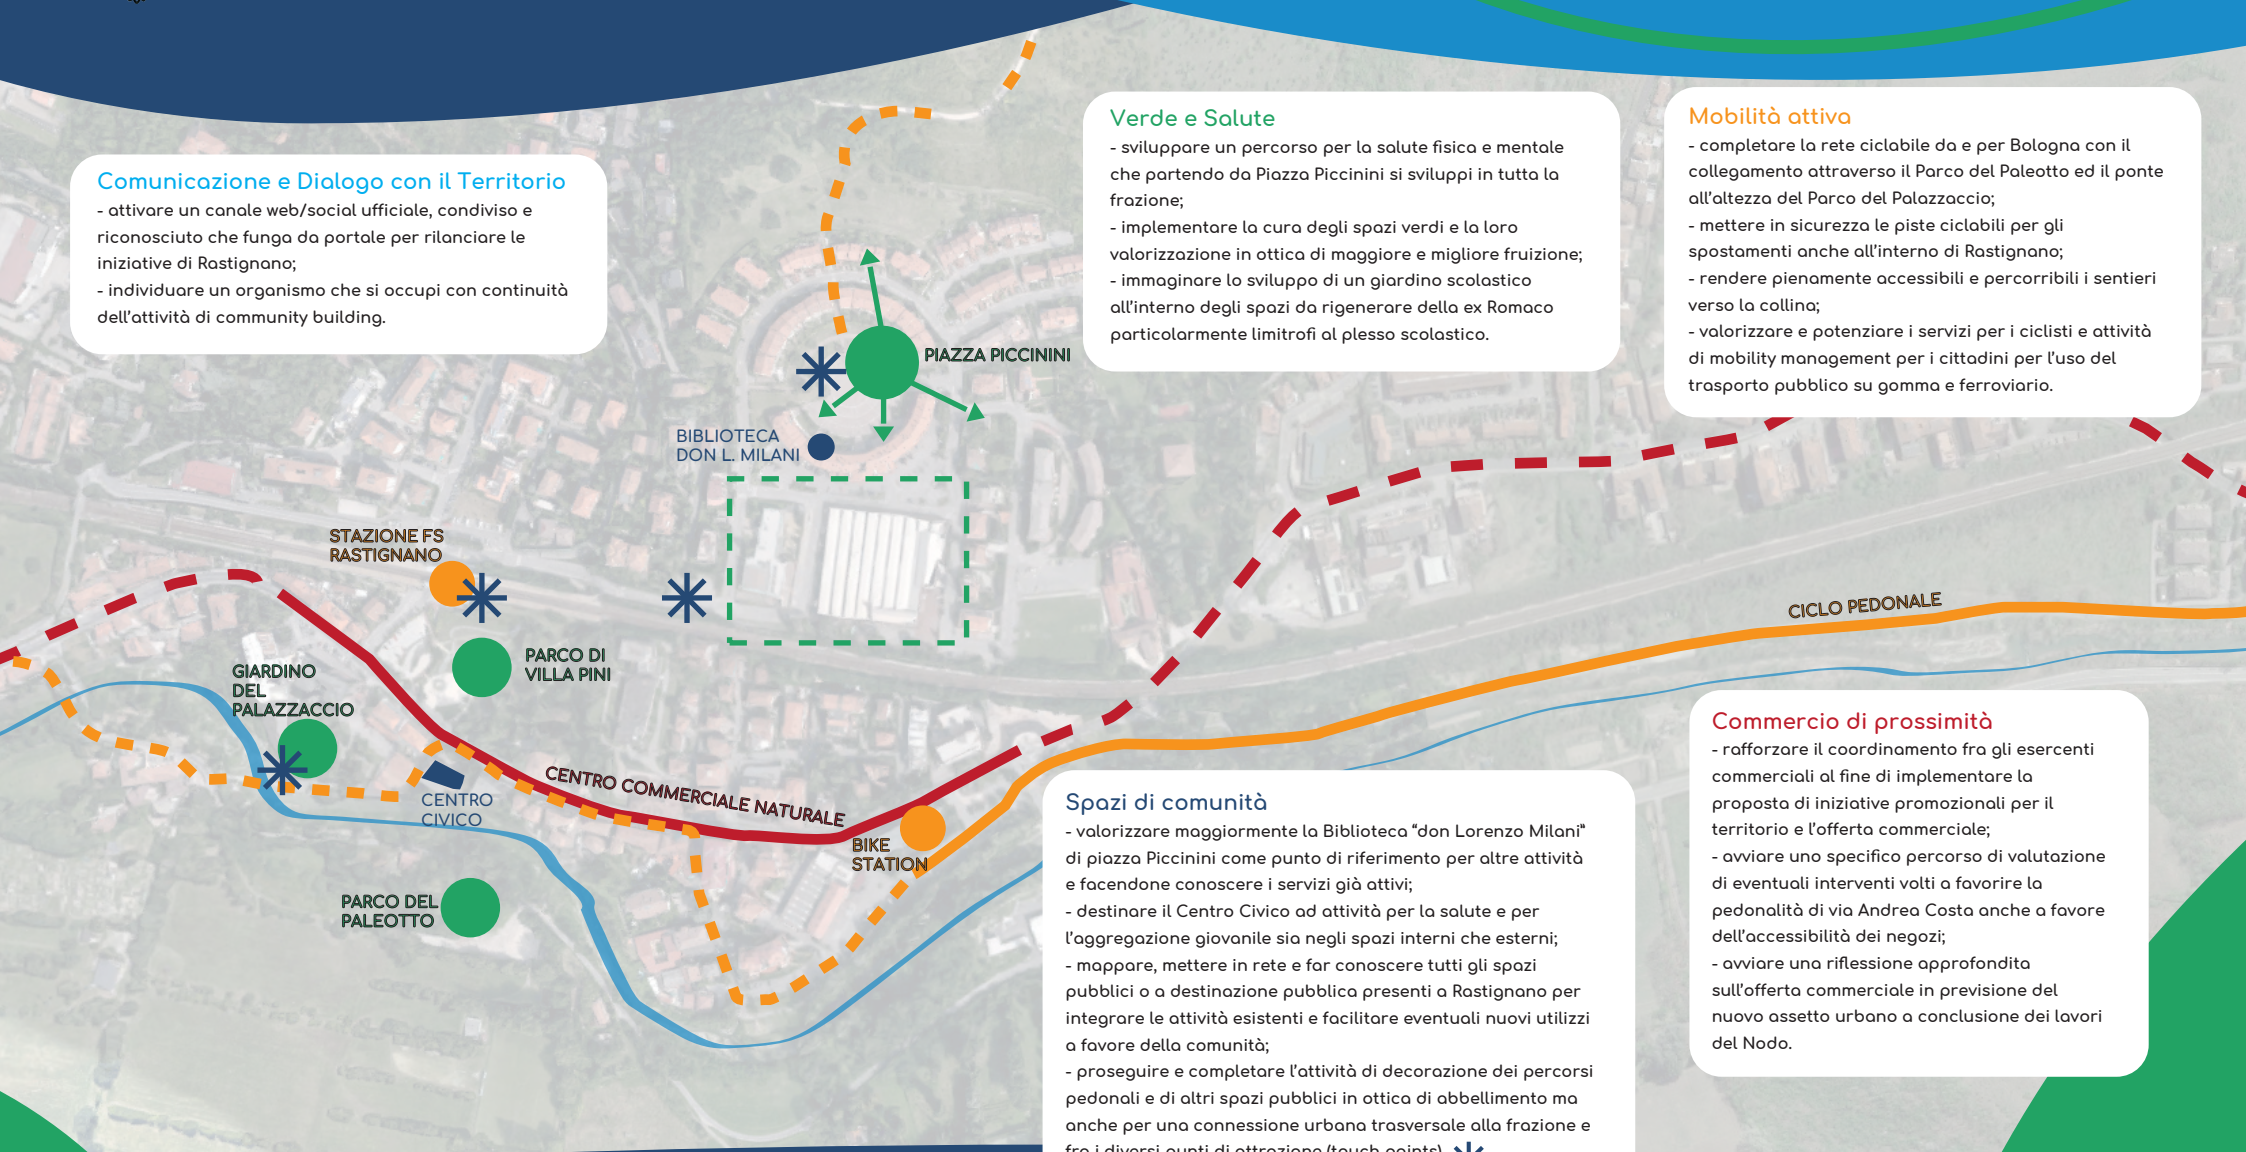 Comunicazione e Dialogo con il Territorio
- attivare un canale web/social ufficiale, condiviso e
riconosciuto che funga da portale per rilanciare le
iniziative di Rastignano;
- individuare un organismo che si occupi con continuità
dell'attività di community building.
Verde e Salute
- sviluppare un percorso per la salute fisica e mentale
che partendo da Piazza Piccinini si sviluppi in tutta la
frazione;
- implementare la cura degli spazi verdi e la loro
valorizzazione in ottica di maggiore e migliore fruizione;
- immaginare lo sviluppo di un giardino scolastico
all'interno degli spazi da rigenerare della ex Romaco
particolarmente limitrofi al plesso scolastico.
Mobilità attiva
- completare la rete ciclabile da e per Bologna con il
collegamento attraverso il Parco del Paleotto ed il ponte
all'altezza del Parco del Palazzaccio;
- mettere in sicurezza le piste ciclabili per gli
spostamenti anche all'interno di Rastignano;
- rendere pienamente accessibili e percorribili i sentieri
verso la collina;
- valorizzare e potenziare i servizi per i ciclisti e attività
di mobility management per i cittadini per l'uso del
trasporto pubblico su gomma e ferroviario.
PIAZZA PICCININI
BIBLIOTECA
DON L. MILANI
STAZIONE FS
RASTIGNANO
PARCO DI
VILLA PINI
GIARDINO
DEL
PALAZZACCIO
CENTRO
CIVICO
CENTRO COMMERCIALE NATURALE
BIKE
STATION
PARCO DEL
PALEOTTO
CICLO PEDONALE
Spazi di comunità
- valorizzare maggiormente la Biblioteca “don Lorenzo Milani”
di piazza Piccinini come punto di riferimento per altre attività
e facendone conoscere i servizi già attivi;
- destinare il Centro Civico ad attività per la salute e per
l'aggregazione giovanile sia negli spazi interni che esterni;
- mappare, mettere in rete e far conoscere tutti gli spazi
pubblici o a destinazione pubblica presenti a Rastignano per
integrare le attività esistenti e facilitare eventuali nuovi utilizzi
a favore della comunità;
- proseguire e completare l'attività di decorazione dei percorsi
pedonali e di altri spazi pubblici in ottica di abbellimento ma
anche per una connessione urbana trasversale alla frazione e
fra i diversi punti di attrazione (touch points)
Commercio di prossimità
- rafforzare il coordinamento fra gli esercenti
commerciali al fine di implementare la
proposta di iniziative promozionali per il
territorio e l'offerta commerciale;
- avviare uno specifico percorso di valutazione
di eventuali interventi volti a favorire la
pedonalità di via Andrea Costa anche a favore
dell'accessibilità dei negozi;
- avviare una riflessione approfondita
sull'offerta commerciale in previsione del
nuovo assetto urbano a conclusione dei lavori
del Nodo.